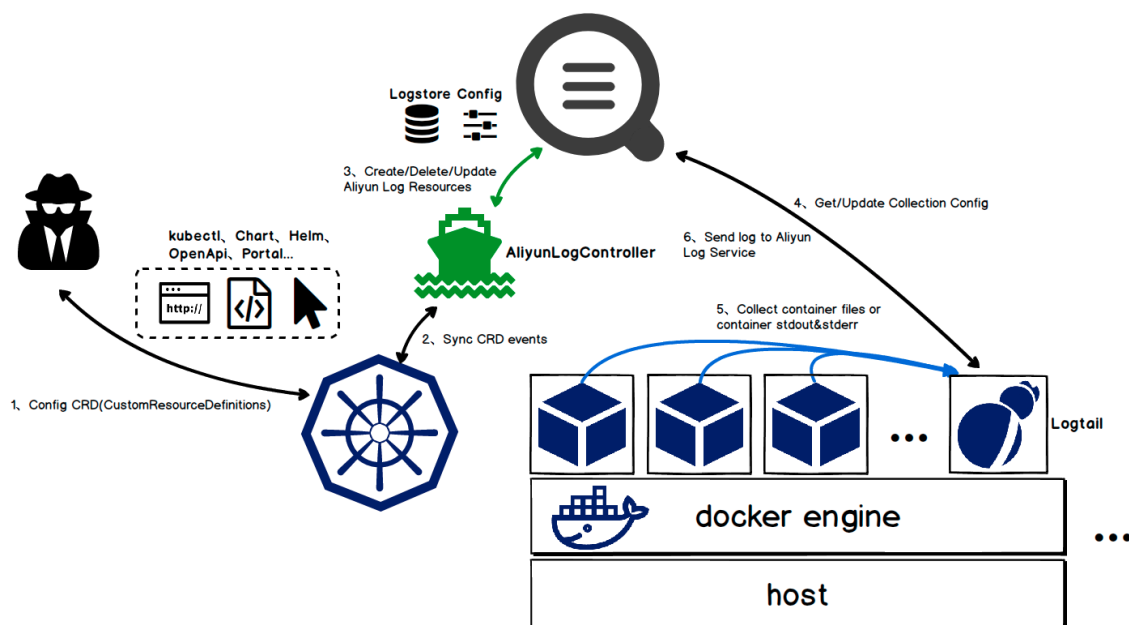 Logstore Config
3、Create/Delete/Update
Aliyun Log Resources
kubectl、Chart、Helm、
OpenApi、Portal...
http://
</>
AliyunLogController
4、Get/Update Collection Config
6、Send log to Aliyun
Log Service
2、Sync CRD events
5、Collect container files or
container stdout&stderr
1、Config CRD(CustomResourceDefinitions)
...
Logtail
docker engine
...
host